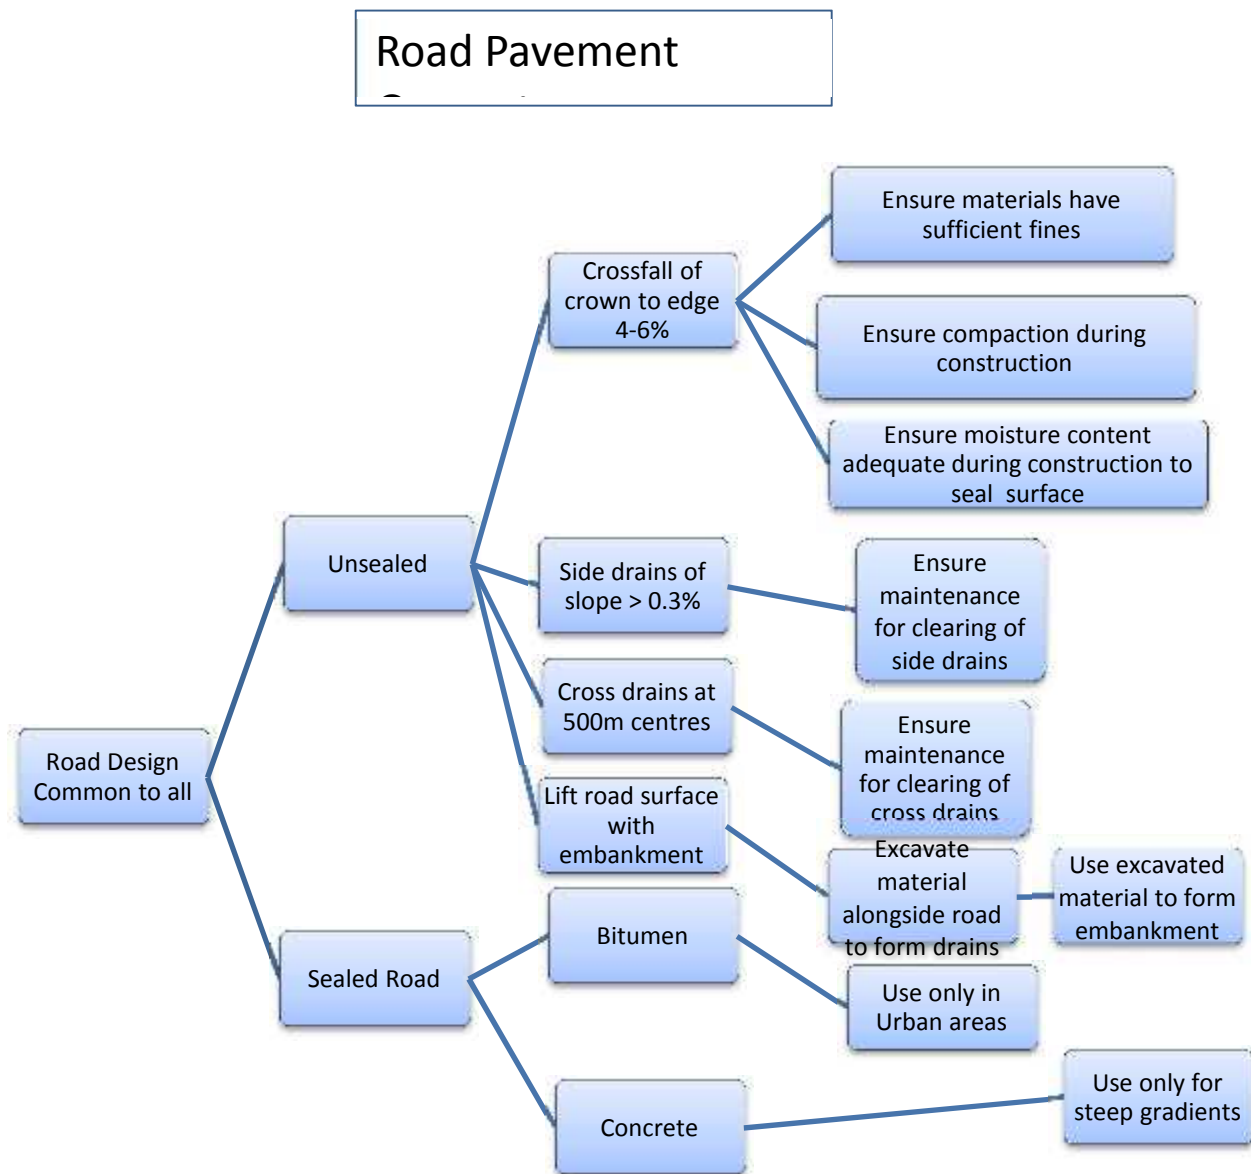 Road Pavement
Ensure materials have
sufficient fines
Crossfall of
crown to edge
4-6%
Ensure compaction during
construction
Ensure moisture content
adequate during construction to
seal surface
Unsealed
Side drains of
slope > 0.3%
Ensure
maintenance
for clearing of
side drains
Cross drains at
500m centres
Ensure
maintenance
for clearing of
cross drains
Road Design
Common to all
Lift road surface
with
embankment
Excavate
material
alongside road
to form drains
Use excavated
material to form
embankment
Bitumen
Sealed Road
Use only in
Urban areas
Concrete
Use only for
steep gradients